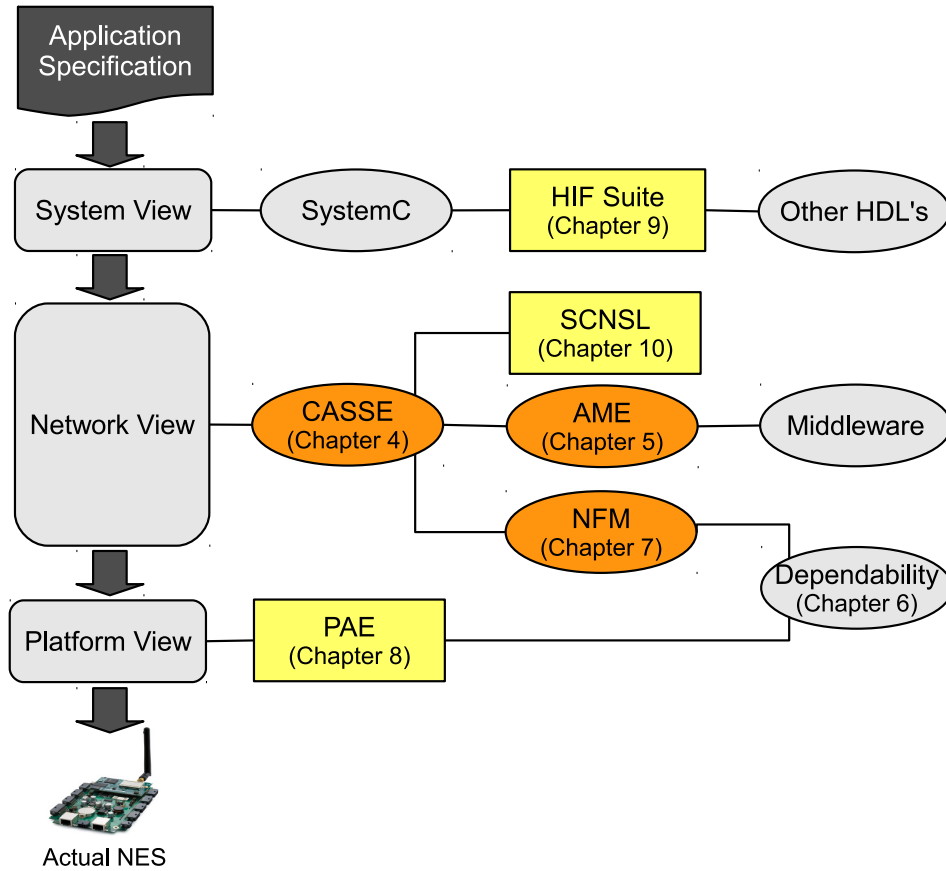 Application
Specification
System View
SystemC
HIF Suite
(Chapter 9)
Other HDL's
SCNSL
(Chapter 10)
Network View
CASSE
(Chapter 4)
AME
(Chapter 5)
Middleware
NFM
(Chapter 7)
Dependability
(Chapter 6)
Platform View
PAE
(Chapter 8)
Actual NES